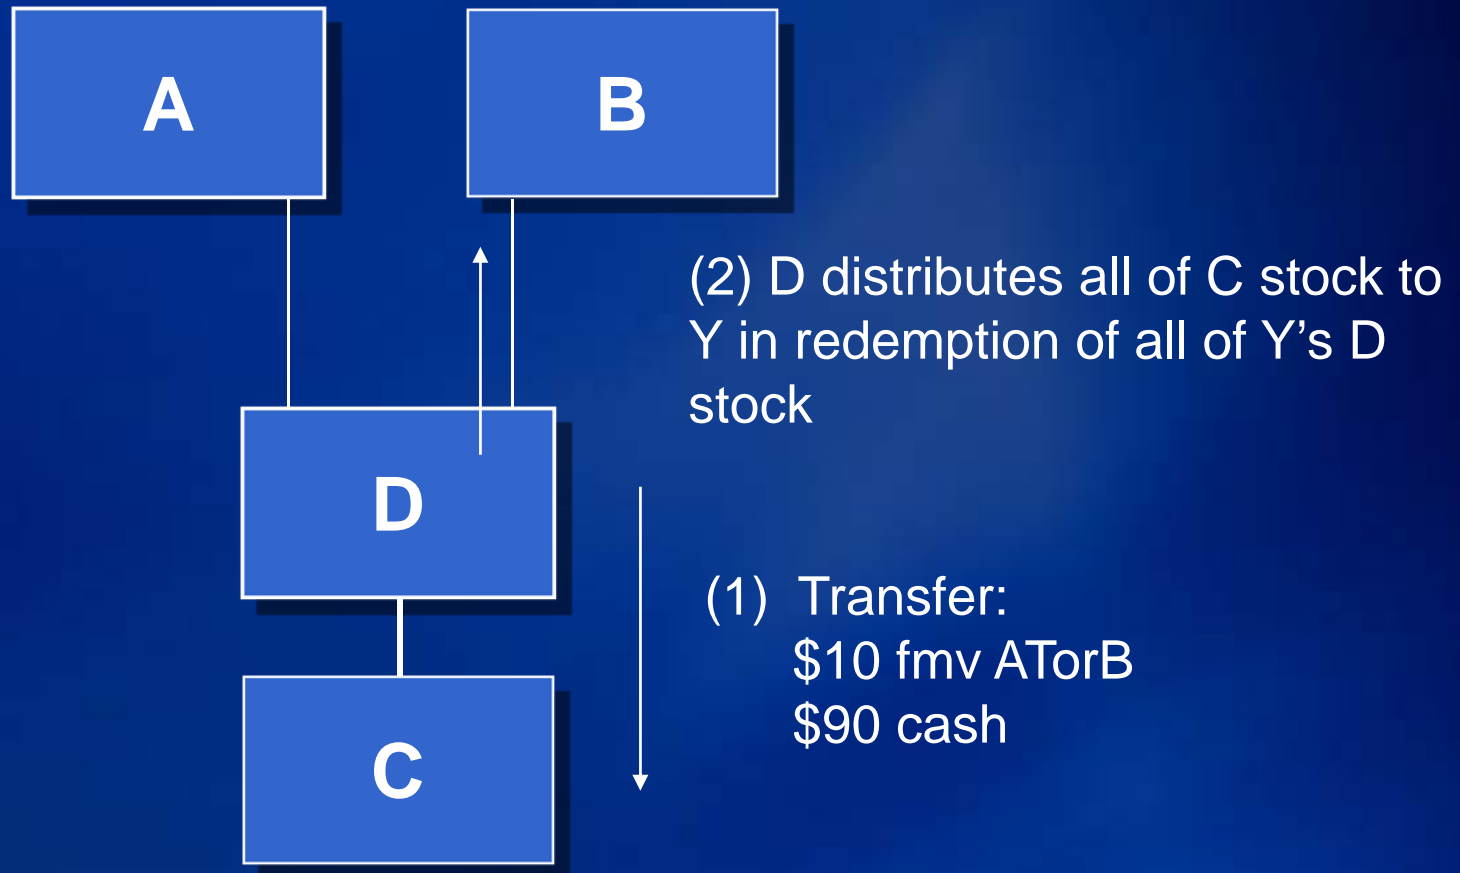 A
B
(2) D distributes all of C stock to
Y in redemption of all of Y’s D
stock
D
(1) Transfer:
$10 fmv ATorB
$90 cash
C